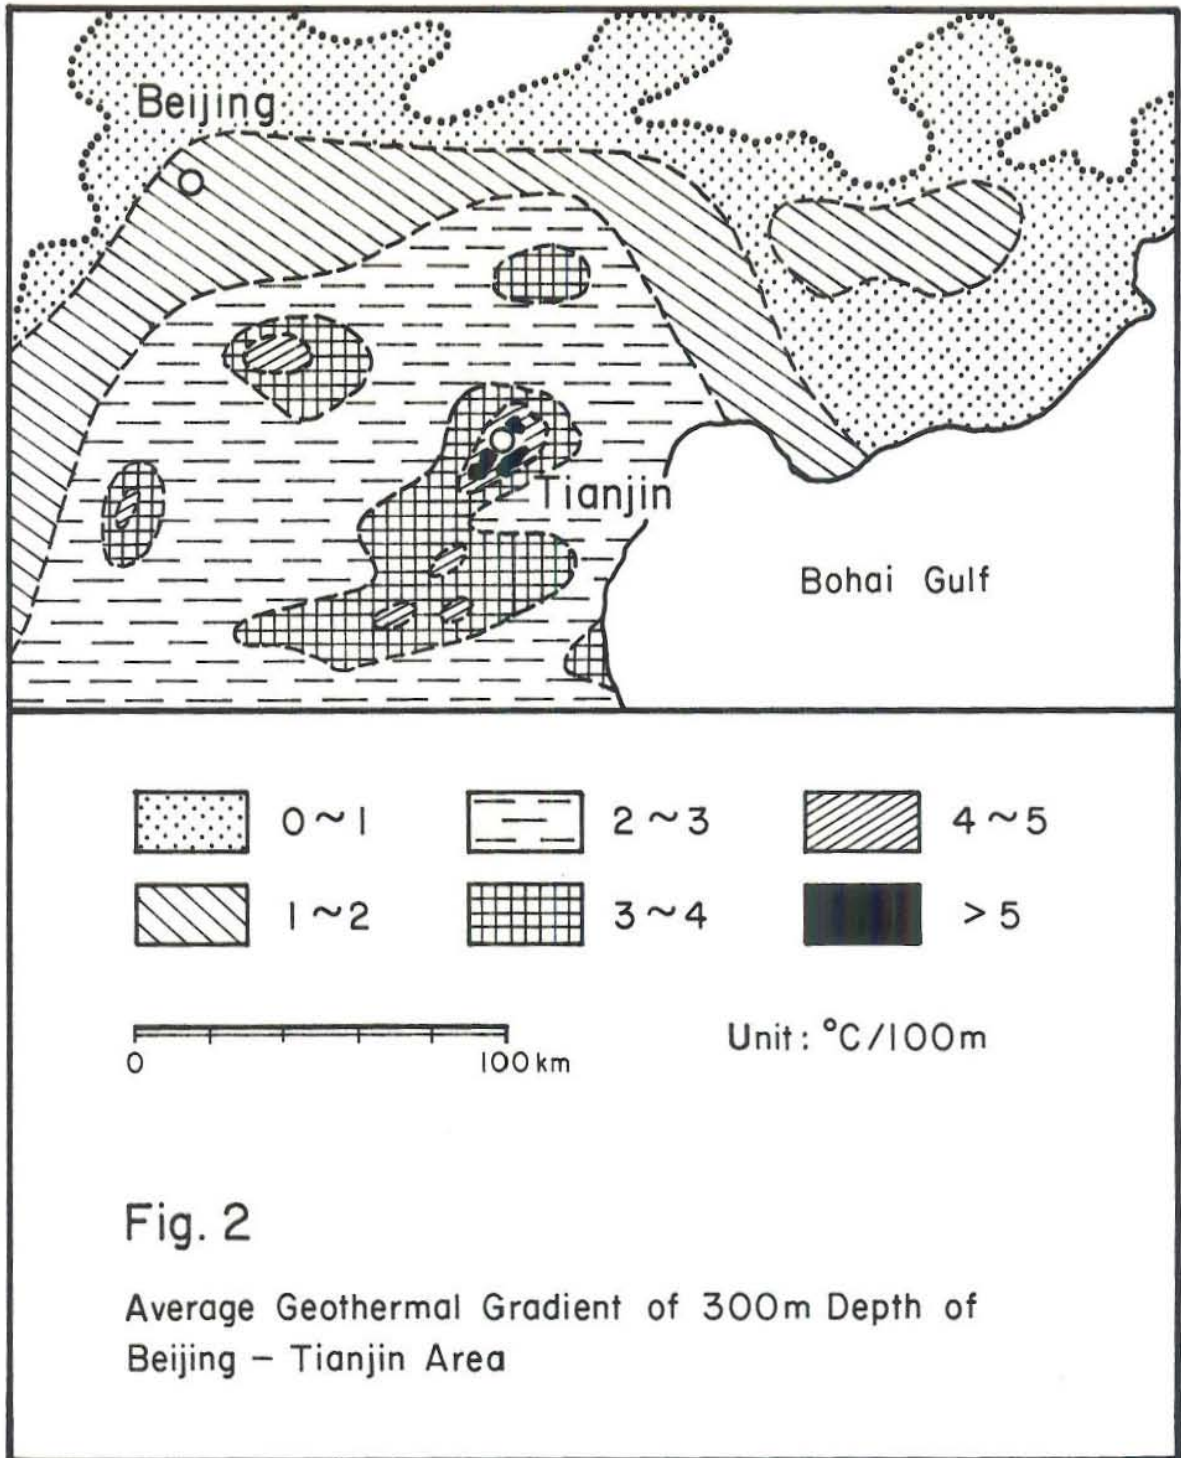 Beijing
Tianjin
Bohai Gulf
0~1
2~3
4~5
1~2
3~4
>5
0
100 km
Unit: °C/100m
Fig. 2
Average Geothermal Gradient of 300m Depth of
Beijing – Tianjin Area